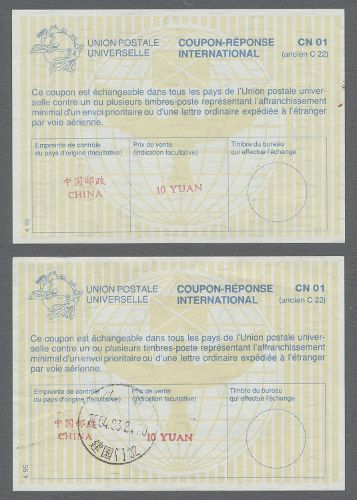 UNION POSTALE
UNIVERSELLE
COUPON-RÉPONSE
INTERNATIONAL
CN 01
(ancien C 22)
Ce coupon est échangeable dans tous les pays de l'Union postale univer-
selle contre un ou plusieurs timbres-poste représentant l'affranchissement
minimal d'un envoi prioritaire ou d'une lettre ordinaire expédiée à l'étranger
par voie aérienne.
Empreinte de contrôle
du pays d'origine (facultative)
Prix de vente
(indication facultative)
Timbre du bureau
qui effectue l'échange
中国邮政
CHINA
10 YUAN
4.95
UNION POSTALE
UNIVERSELLE
COUPON-RÉPONSE
INTERNATIONAL
CN 01
(ancien C 22)
Ce coupon est échangeable dans tous les pays de l'Union postale univer-
selle contre un ou plusieurs timbres-poste représentant l'affranchissement
minimal d'un envoi prioritaire ou d'une lettre ordinaire expédiée à l'étranger
par voie aérienne.
Empreinte de contrôle
du pays d'origine (facultative)
Prix de vente
(indication facultative)
Timbre du bureau
qui effectue l'échange
中国邮政
CHINA
10 YUAN
4.95